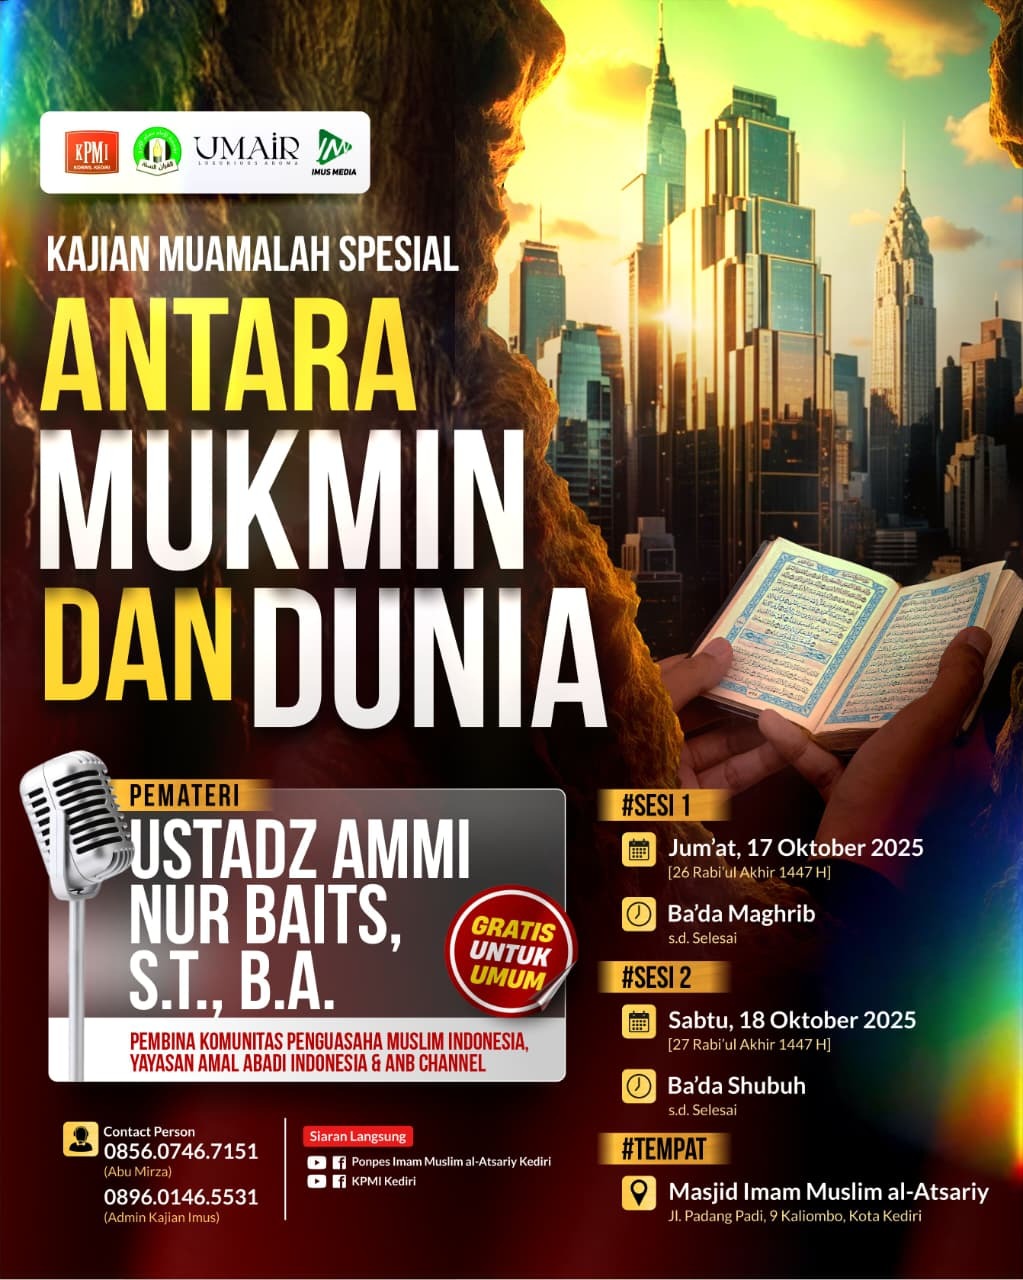 KPMI
KORWIL KEDIRI
UMAIR
LUXURIOUS AROMA
IMUS MEDIA
KAJIAN MUAMALAH SPESIAL
ANTARA
MUKMIN
DAN DUNIA
PEMATERI
USTADZ AMMI
NUR BAITS,
S.T., B.A.
GRATIS
UNTUK
UMUM
PEMBINA KOMUNITAS PENGUASAHA MUSLIM INDONESIA,
YAYASAN AMAL ABADI INDONESIA & ANB CHANNEL
Contact Person
0856.0746.7151
(Abu Mirza)
0896.0146.5531
(Admin Kajian Imus)
Siaran Langsung
Ponpes Imam Muslim al-Atsariy Kediri
KPMI Kediri
#SESI 1
Jum'at, 17 Oktober 2025
[26 Rabi'ul Akhir 1447 H]
Ba'da Maghrib
s.d. Selesai
#SESI 2
Sabtu, 18 Oktober 2025
[27 Rabi'ul Akhir 1447 H]
Ba'da Shubuh
s.d. Selesai
#TEMPAT
Masjid Imam Muslim al-Atsariy
Jl. Padang Padi, 9 Kaliombo, Kota Kediri